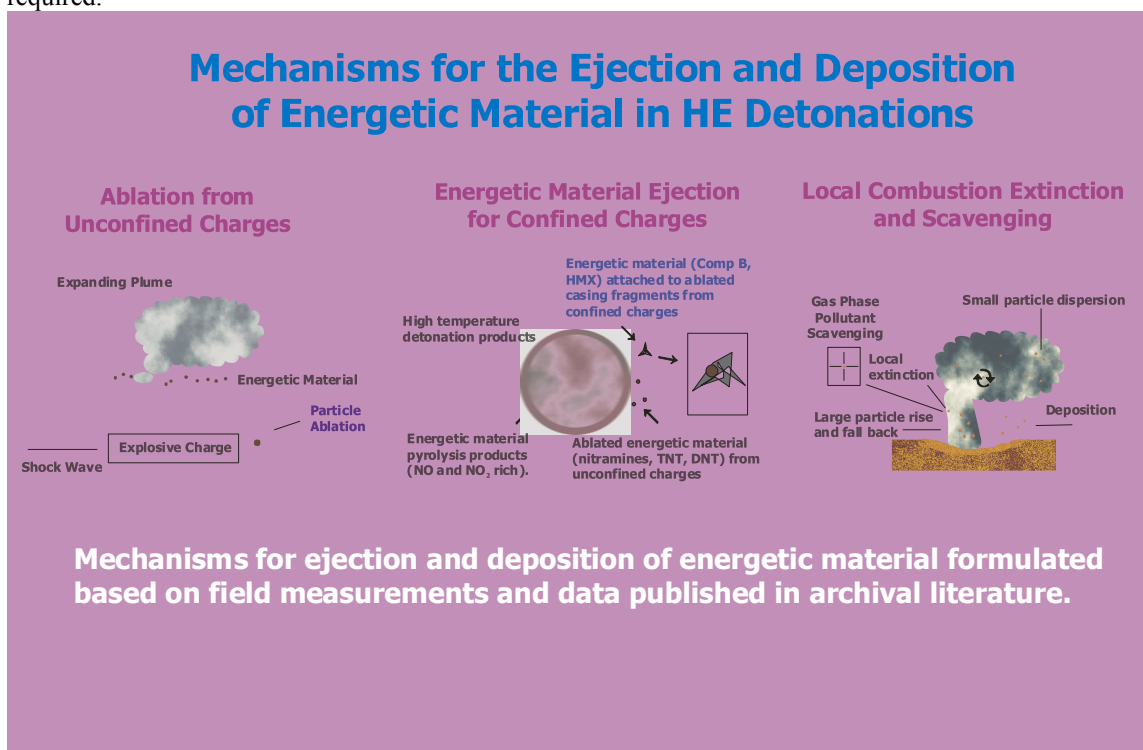 required.
Mechanisms for the Ejection and Deposition
of Energetic Material in HE Detonations
Ablation from
Unconfined Charges
Expanding Plume
Energetic Material
Particle
Ablation
Explosive Charge
Shock Wave
Energetic Material Ejection
for Confined Charges
Energetic material (Comp B,
HMX) attached to ablated
casing fragments from
confined charges
High temperature
detonation products
Energetic material
pyrolysis products
(NO and NO₂ rich).
Ablated energetic material
(nitramines, TNT, DNT) from
unconfined charges
Local Combustion Extinction
and Scavenging
Gas Phase
Pollutant
Scavenging
Small particle dispersion
Local
extinction
Large particle rise
and fall back
Deposition
Mechanisms for ejection and deposition of energetic material formulated
based on field measurements and data published in archival literature.